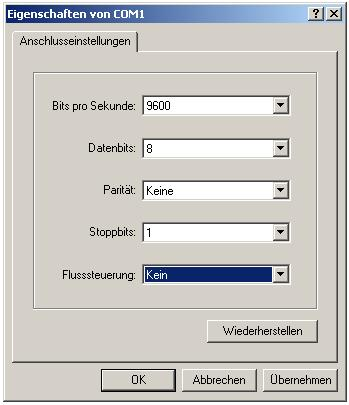 Eigenschaften von COM1
Anschlusseinstellungen
Bits pro Sekunde: 9600
Datenbits: 8
Parität: Keine
Stoppbits: 1
Flusssteuerung: Kein
Wiederherstellen
OK Abbrechen Übernehmen